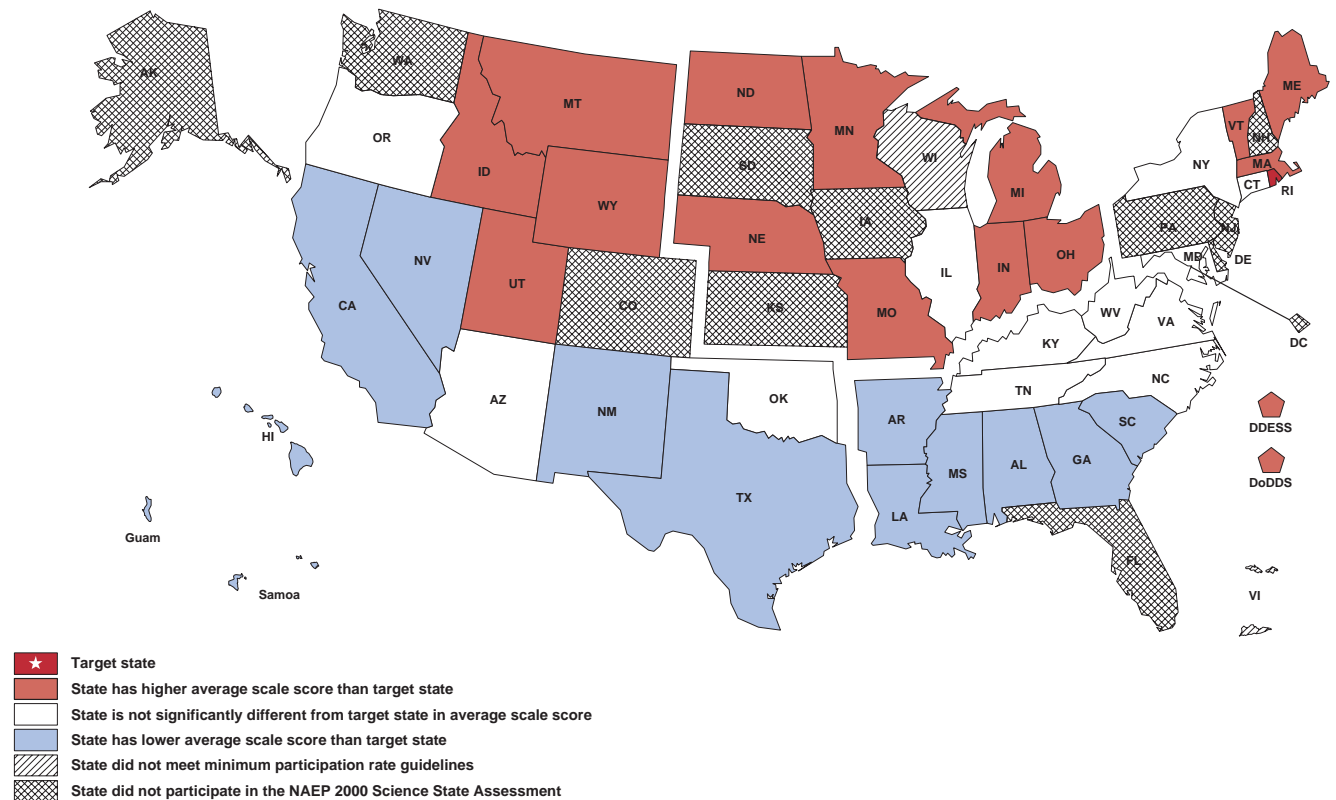 AK
WA
MT
ND
ME
MN
VT
NH
OR
NY
MA
WI
SD
ID
CT
RI
MI
WY
IA
PA
NJ
NE
OH
MD
DE
NV
IL
IN
UT
CO
KS
MO
CA
WV
VA
KY
DC
NC
TN
AZ
OK
NM
AR
SC
DDESS
HI
GA
AL
MS
DoDDS
TX
LA
Guam
FL
Samoa
VI
Target state
State has higher average scale score than target state
State is not significantly different from target state in average scale score
State has lower average scale score than target state
State did not meet minimum participation rate guidelines
State did not participate in the NAEP 2000 Science State Assessment